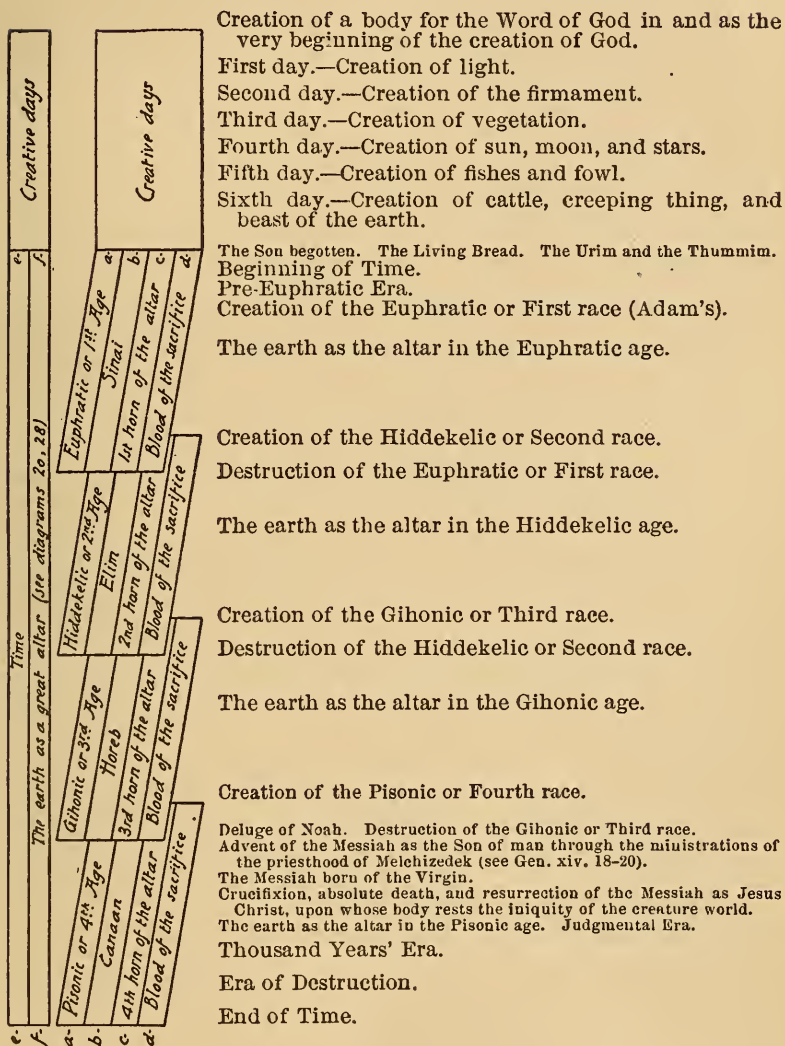 Creation of a body for the Word of God in and as the
very beginning of the creation of God.
First day.—Creation of light.
Second day.—Creation of the firmament.
Third day.—Creation of vegetation.
Fourth day.—Creation of sun, moon, and stars.
Fifth day.—Creation of fishes and fowl.
Sixth day.—Creation of cattle, creeping thing, and
beast of the earth.
The Son begotten. The Living Bread. The Urim and the Thummim.
Beginning of Time.
Pre-Euphratic Era.
Creation of the Euphratic or First race (Adam's).
The earth as the altar in the Euphratic age.
Creation of the Hiddekelic or Second race.
Destruction of the Euphratic or First race.
The earth as the altar in the Hiddekelic age.
Creation of the Gihonic or Third race.
Destruction of the Hiddekelic or Second race.
The earth as the altar in the Gihonic age.
Creation of the Pisonic or Fourth race.
Deluge of Noah. Destruction of the Gihonic or Third race.
Advent of the Messiah as the Son of man through the ministrations of
the priesthood of Melchizedek (see Gen. xiv. 18-20).
The Messiah born of the Virgin.
Crucifixion, absolute death, and resurrection of the Messiah as Jesus
Christ, upon whose body rests the iniquity of the creature world.
The earth as the altar in the Pisonic age. Judgmental Era.
Thousand Years' Era.
Era of Destruction.
End of Time.
Creative days
Creative days
e.
f.
a.
b.
c.
d.
Time
The earth as a great altar (see diagrams 20, 28)
Euphratic or 1st Age
Sinai
1st horn of the altar
Blood of the sacrifice
Hiddekelic or 2nd Age
Elim
2nd horn of the altar
Blood of the sacrifice
Gihonic or 3rd Age
Horeb
3rd horn of the altar
Blood of the sacrifice
Pisonic or 4th Age
Canaan
4th horn of the altar
Blood of the sacrifice
e.
f.
a.
b.
c.
d.